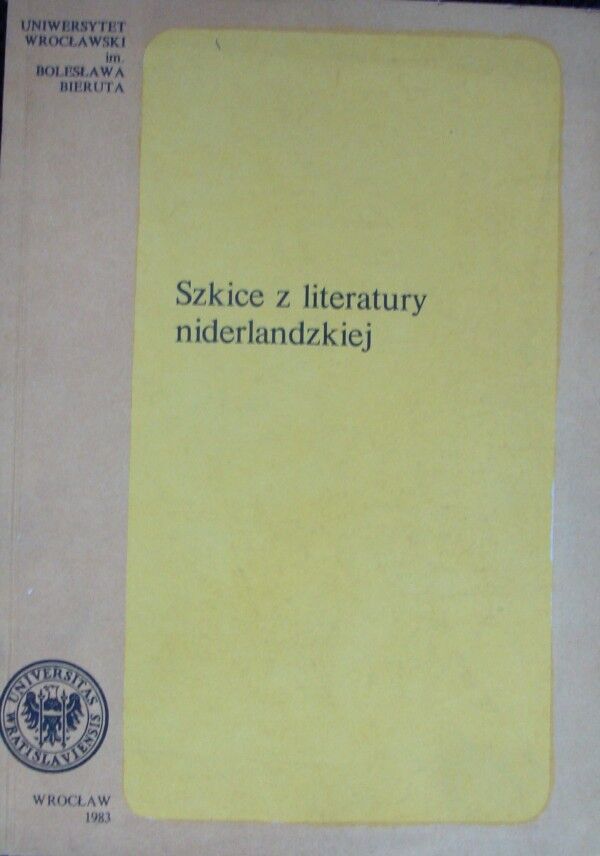 UNIWERSYTET
WROCŁAWSKI
im.
BOLESŁAWA
BIERUTA
Szkice z literatury
niderlandzkiej
UNIVERSITAS
WRATISLAVIENSIS
WROCŁAW
1983